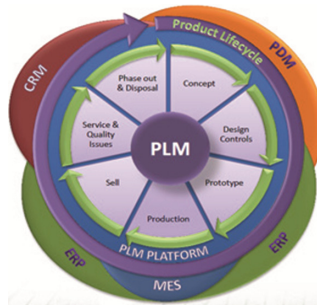 Product Lifecycle
PDM
CRM
Phase out
& Disposal
Concept
Service &
Quality
Issues
Design
Controls
PLM
Sell
Prototype
Production
PLM PLATFORM
ERP
ERP
MES